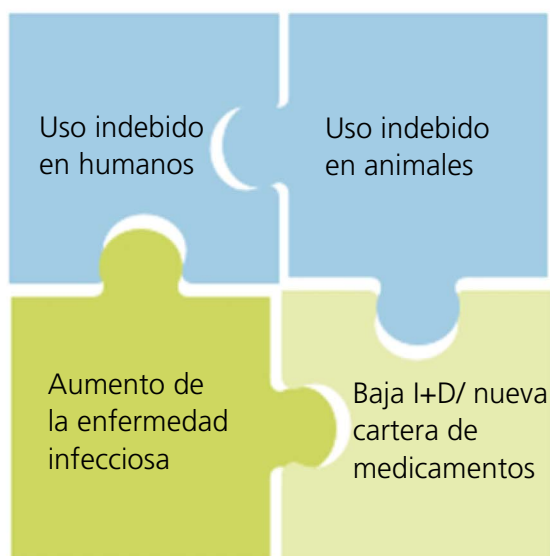 Uso indebido
en humanos
Uso indebido
en animales
Aumento de
la enfermedad
infecciosa
Baja I+D/ nueva
cartera de
medicamentos